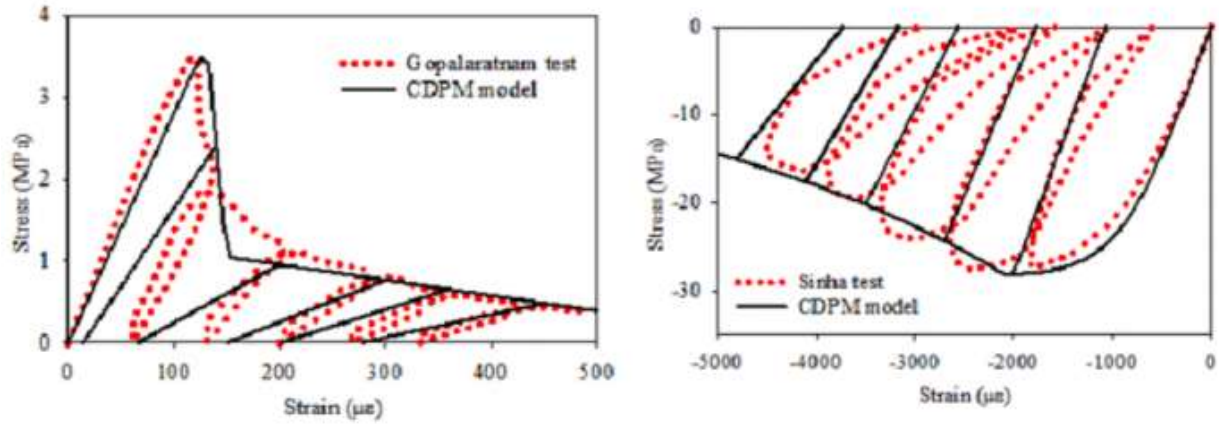 4
3
2
1
0
Stress (MPa)
Gopalaratnam test
CDPM model
0 100 200 300 400 500
Strain (με)
0
-10
-20
-30
Stress (MPa)
Sinha test
CDPM model
-5000 -4000 -3000 -2000 -1000 0
Strain (με)